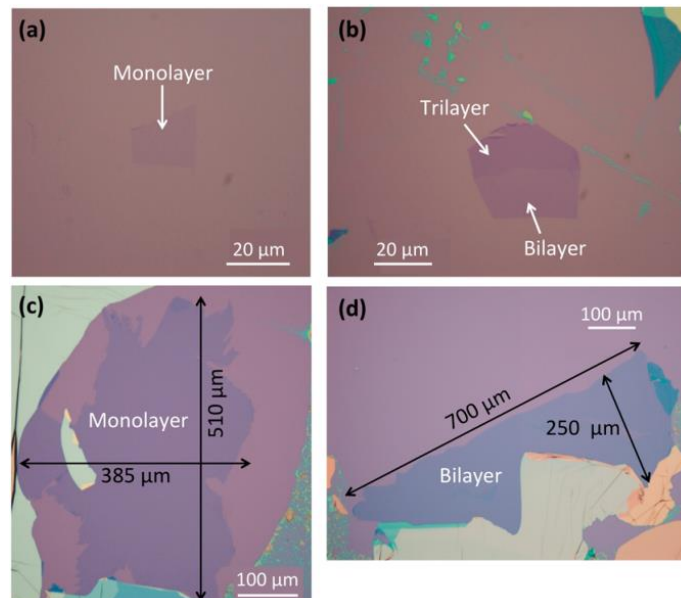 (a)
Monolayer
20 µm
(b)
Trilayer
Bilayer
20 µm
(c)
Monolayer
510 µm
385 µm
100 µm
(d)
100 µm
700 µm
250 µm
Bilayer